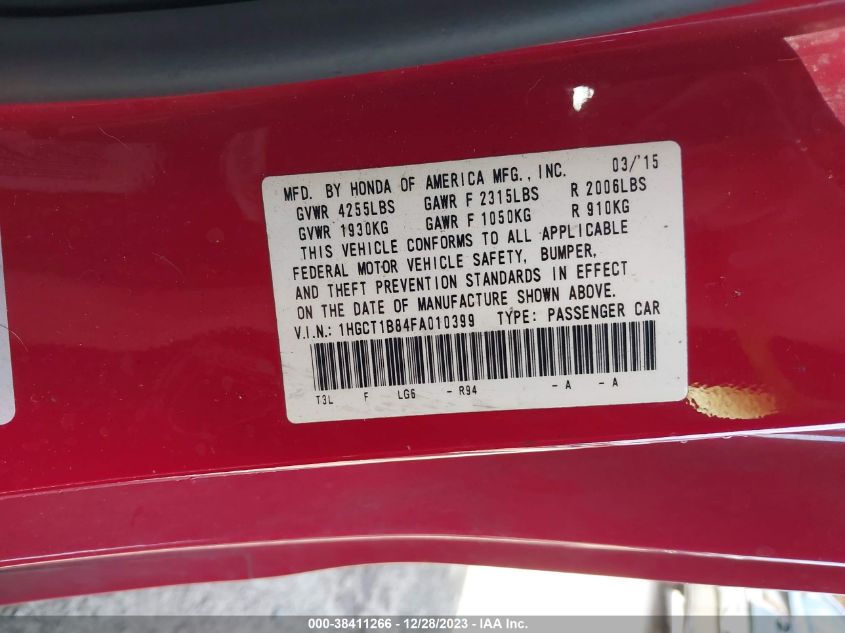 MFD. BY HONDA OF AMERICA MFG., INC. 03/'15
GVWR 4255LBS GAWR F 2315LBS R 2006LBS
GVWR 1930KG GAWR F 1050KG R 910KG
THIS VEHICLE CONFORMS TO ALL APPLICABLE
FEDERAL MOTOR VEHICLE SAFETY, BUMPER,
AND THEFT PREVENTION STANDARDS IN EFFECT
ON THE DATE OF MANUFACTURE SHOWN ABOVE.
V.I.N.: 1HGCT1B84FA010399 TYPE: PASSENGER CAR
T3L F LG6 - R94 - A - A
000-38411266 - 12/28/2023 - IAA Inc.